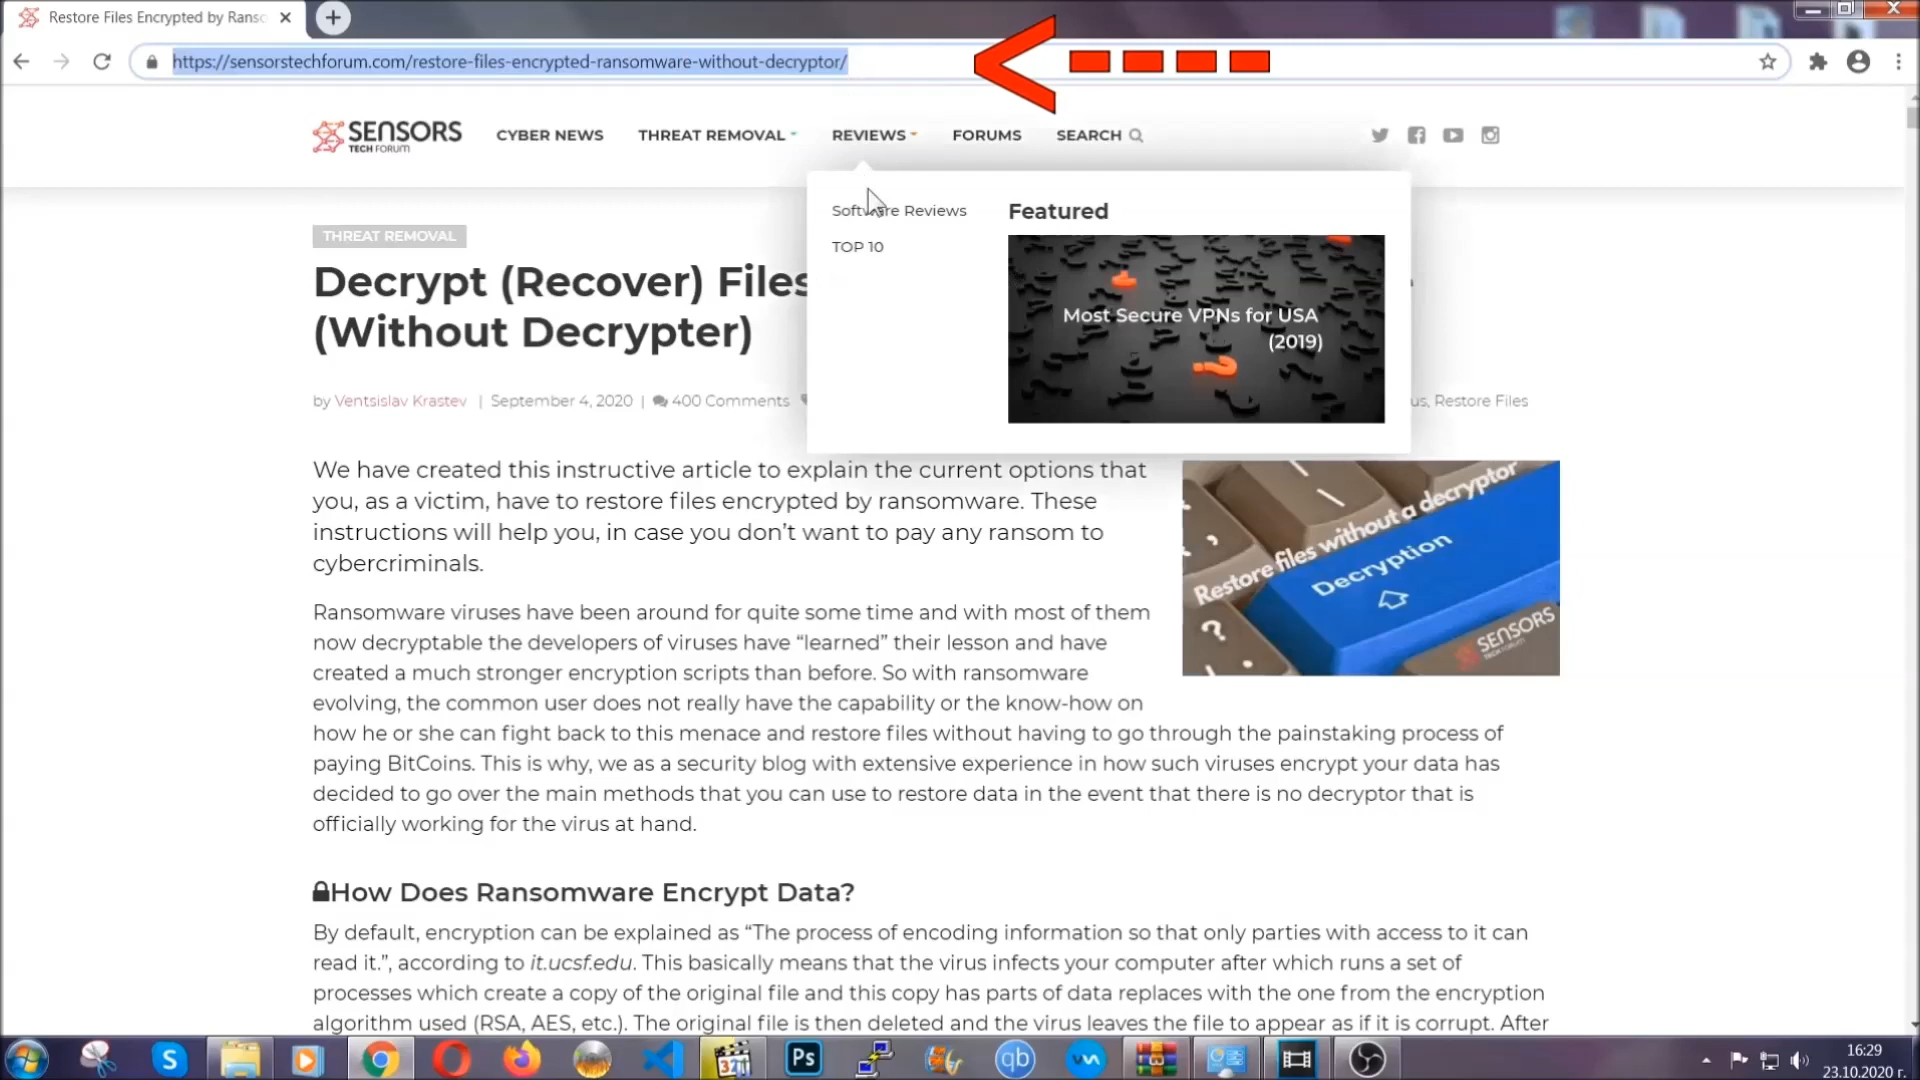 Restore Files Encrypted by Ranso
https://sensorstechforum.com/restore-files-encrypted-ransomware-without-decryptor/
SENSORS
TECH FORUM
CYBER NEWS
THREAT REMOVAL
REVIEWS
FORUMS
SEARCH
Software Reviews
TOP 10
Featured
Most Secure VPNs for USA
(2019)
THREAT REMOVAL
Decrypt (Recover) Files
(Without Decrypter)
by Ventsislav Krastev | September 4, 2020 | 400 Comments
us, Restore Files
We have created this instructive article to explain the current options that
you, as a victim, have to restore files encrypted by ransomware. These
instructions will help you, in case you don’t want to pay any ransom to
cybercriminals.
Restore files without a decryptor
Decryption
SENSORS
TECH FORUM
Ransomware viruses have been around for quite some time and with most of them
now decryptable the developers of viruses have “learned” their lesson and have
created a much stronger encryption scripts than before. So with ransomware
evolving, the common user does not really have the capability or the know-how on
how he or she can fight back to this menace and restore files without having to go through the painstaking process of
paying BitCoins. This is why, we as a security blog with extensive experience in how such viruses encrypt your data has
decided to go over the main methods that you can use to restore data in the event that there is no decryptor that is
officially working for the virus at hand.
How Does Ransomware Encrypt Data?
By default, encryption can be explained as “The process of encoding information so that only parties with access to it can
read it.”, according to it.ucsf.edu. This basically means that the virus infects your computer after which runs a set of
processes which create a copy of the original file and this copy has parts of data replaces with the one from the encryption
algorithm used (RSA, AES, etc.). The original file is then deleted and the virus leaves the file to appear as if it is corrupt. After
S
321
Ps
qb
16:29
23.10.2020 г.